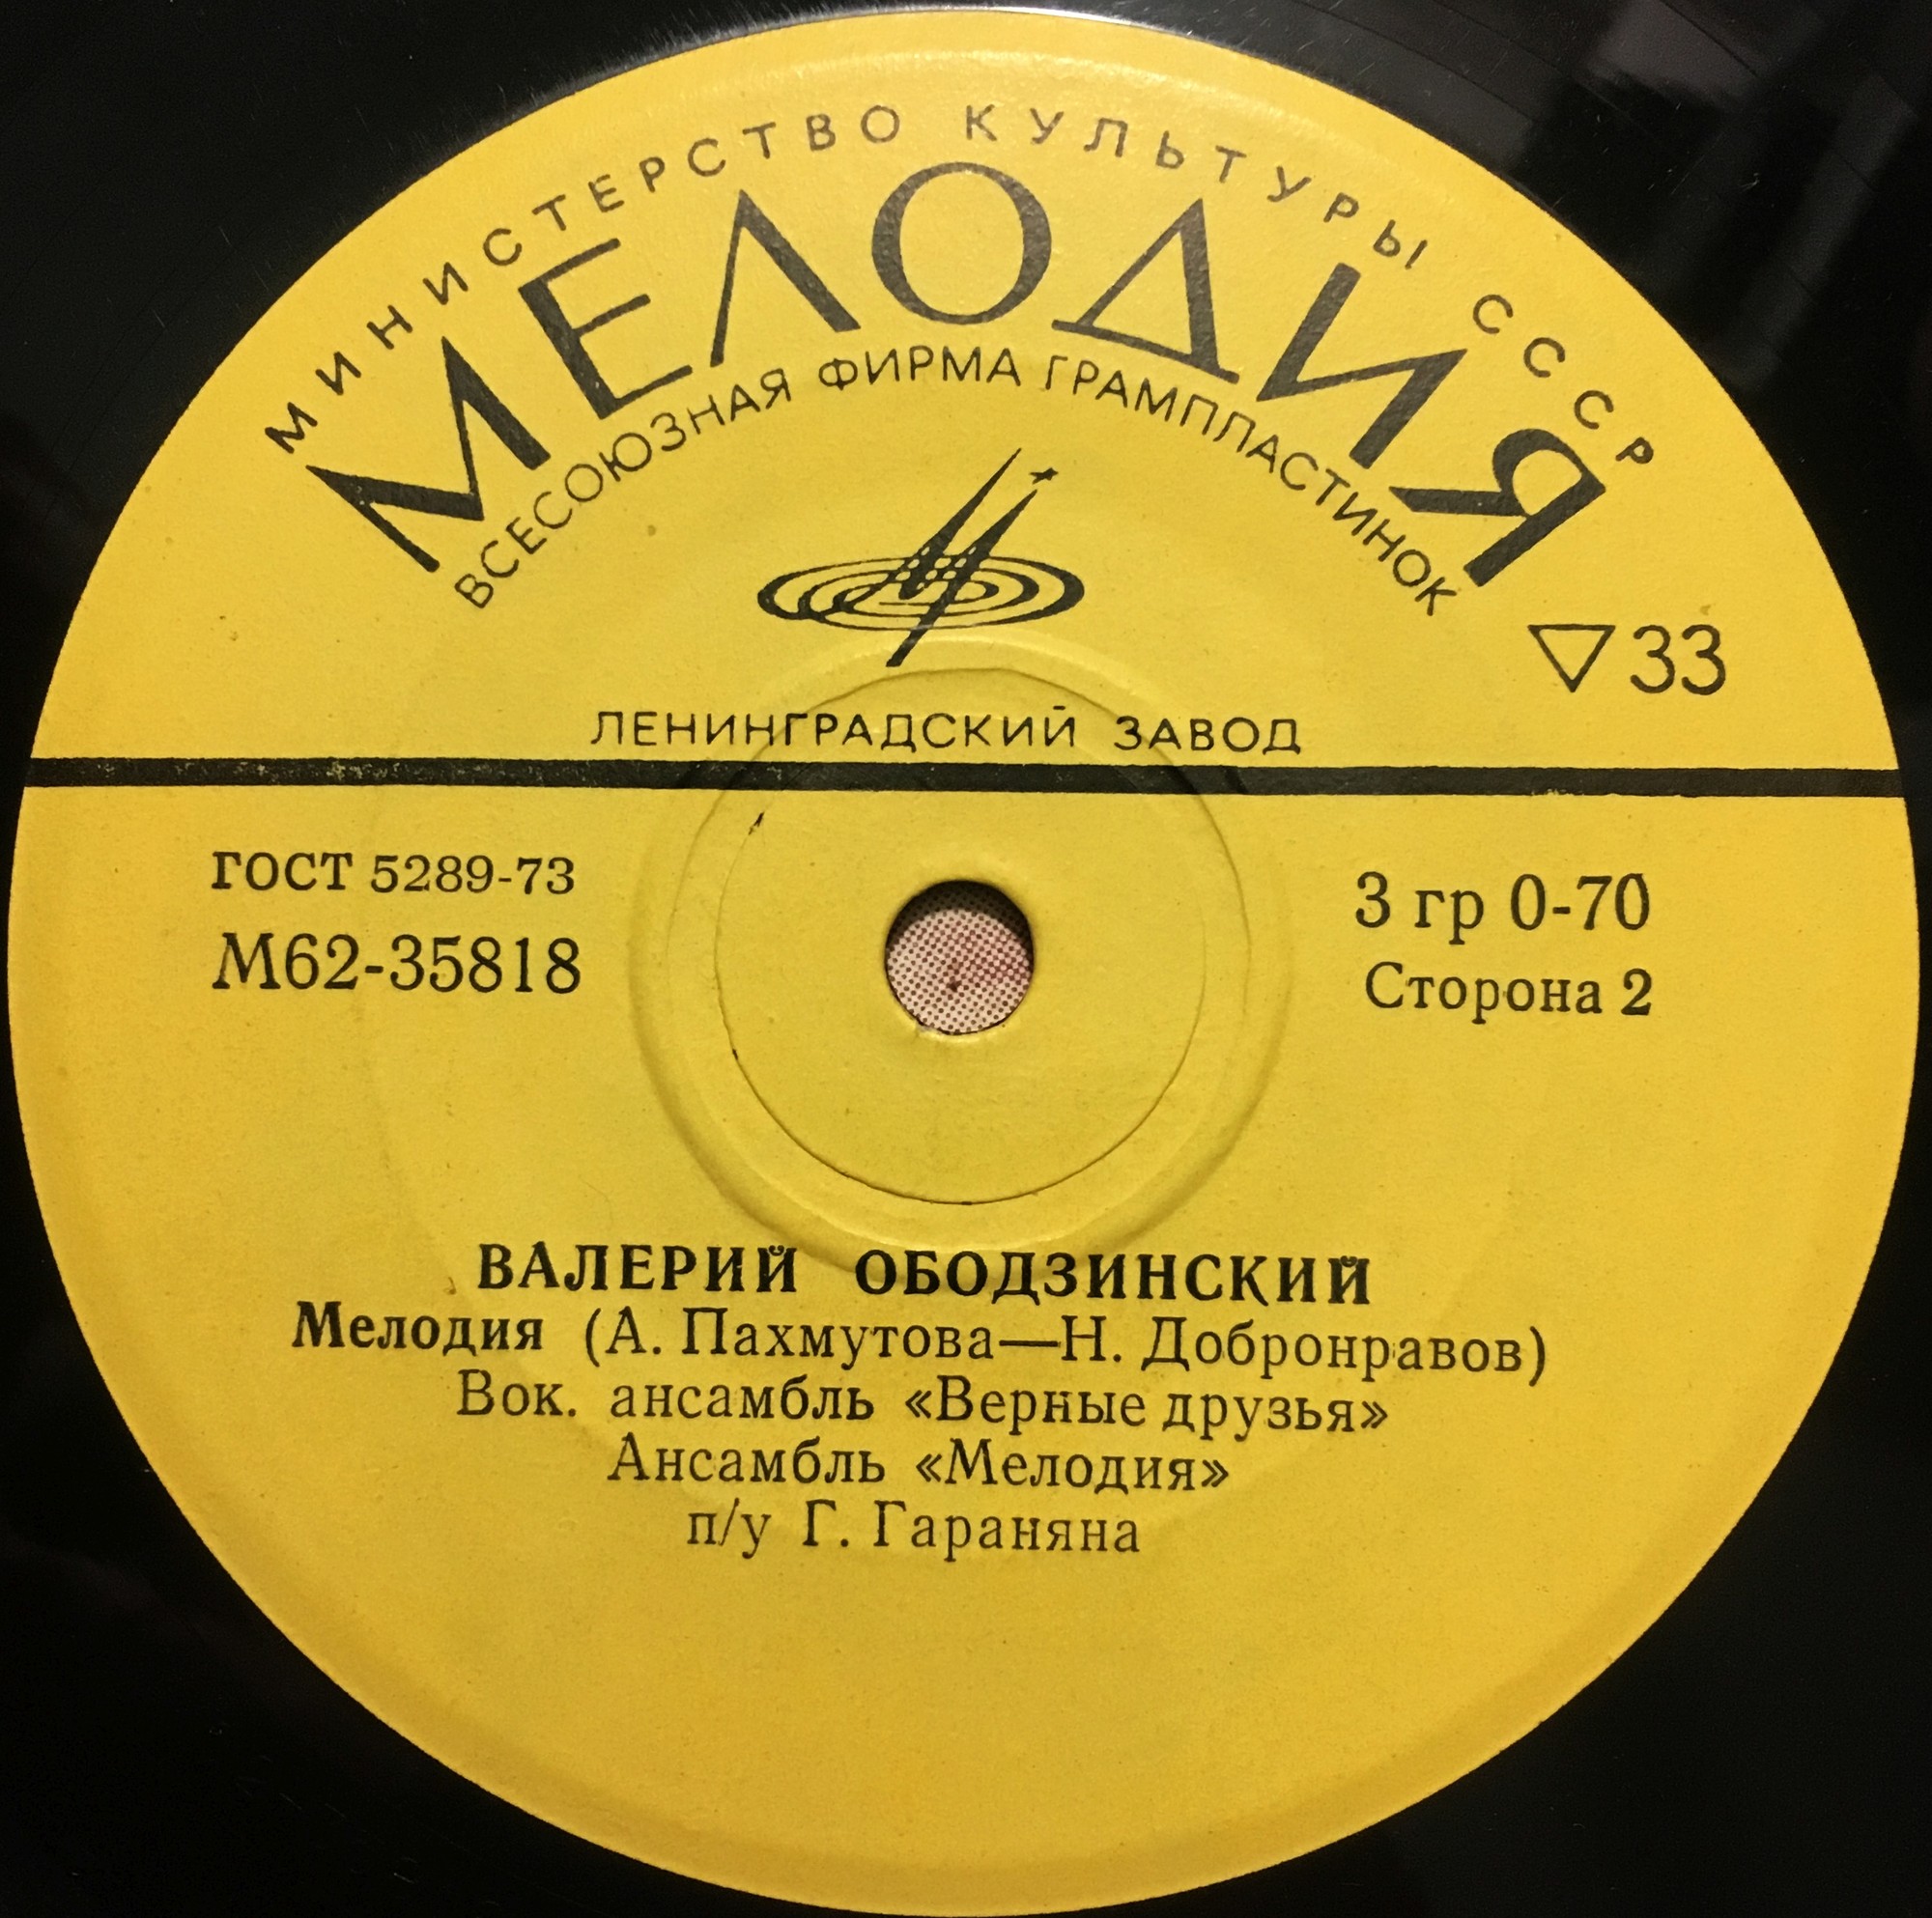 МИНИСТЕРСТВО КУЛЬТУРЫ СССР
МЕЛОДИЯ
ВСЕСОЮЗНАЯ ФИРМА ГРАМПЛАСТИНОК
33
ЛЕНИНГРАДСКИЙ ЗАВОД
ГОСТ 5289-73
М62-35818
3 гр 0-70
Сторона 2
ВАЛЕРИЙ ОБОДЗИНСКИЙ
Мелодия (А. Пахмутова—Н. Добронравов)
Вок. ансамбль «Верные друзья»
Ансамбль «Мелодия»
п/у Г. Гараняна